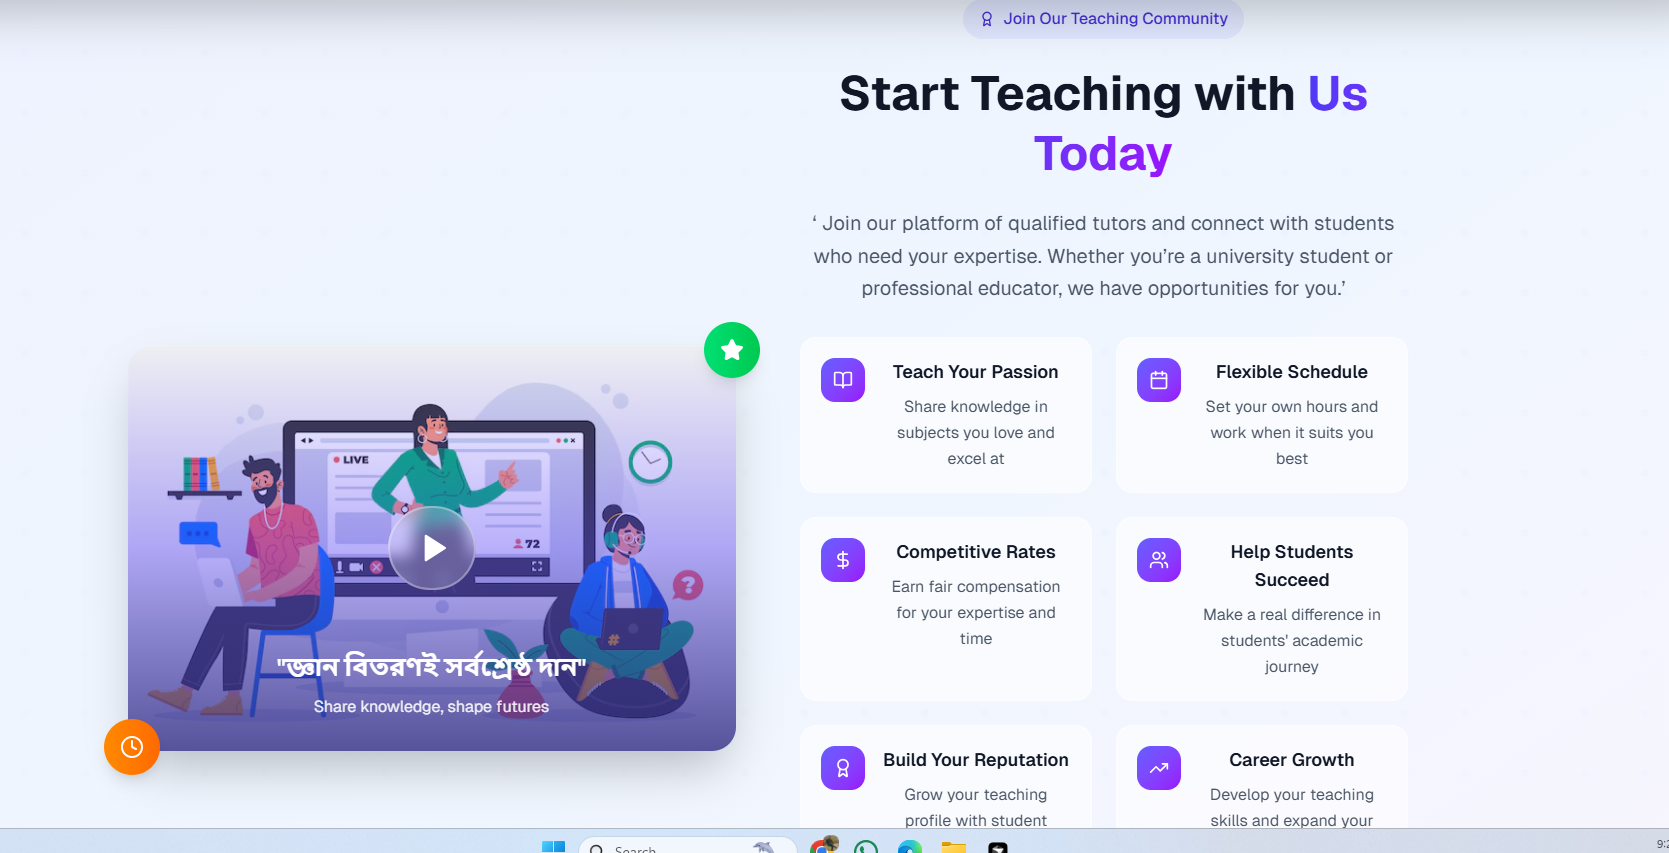 Join Our Teaching Community
Start Teaching with Us
Today
‘ Join our platform of qualified tutors and connect with students
who need your expertise. Whether you’re a university student or
professional educator, we have opportunities for you.’
LIVE
72
"জ্ঞান বিতরণই সর্বশ্রেষ্ঠ দান"
Share knowledge, shape futures
Teach Your Passion
Share knowledge in
subjects you love and
excel at
Flexible Schedule
Set your own hours and
work when it suits you
best
Competitive Rates
Earn fair compensation
for your expertise and
time
Help Students
Succeed
Make a real difference in
students' academic
journey
Build Your Reputation
Grow your teaching
profile with student
Career Growth
Develop your teaching
skills and expand your
Search